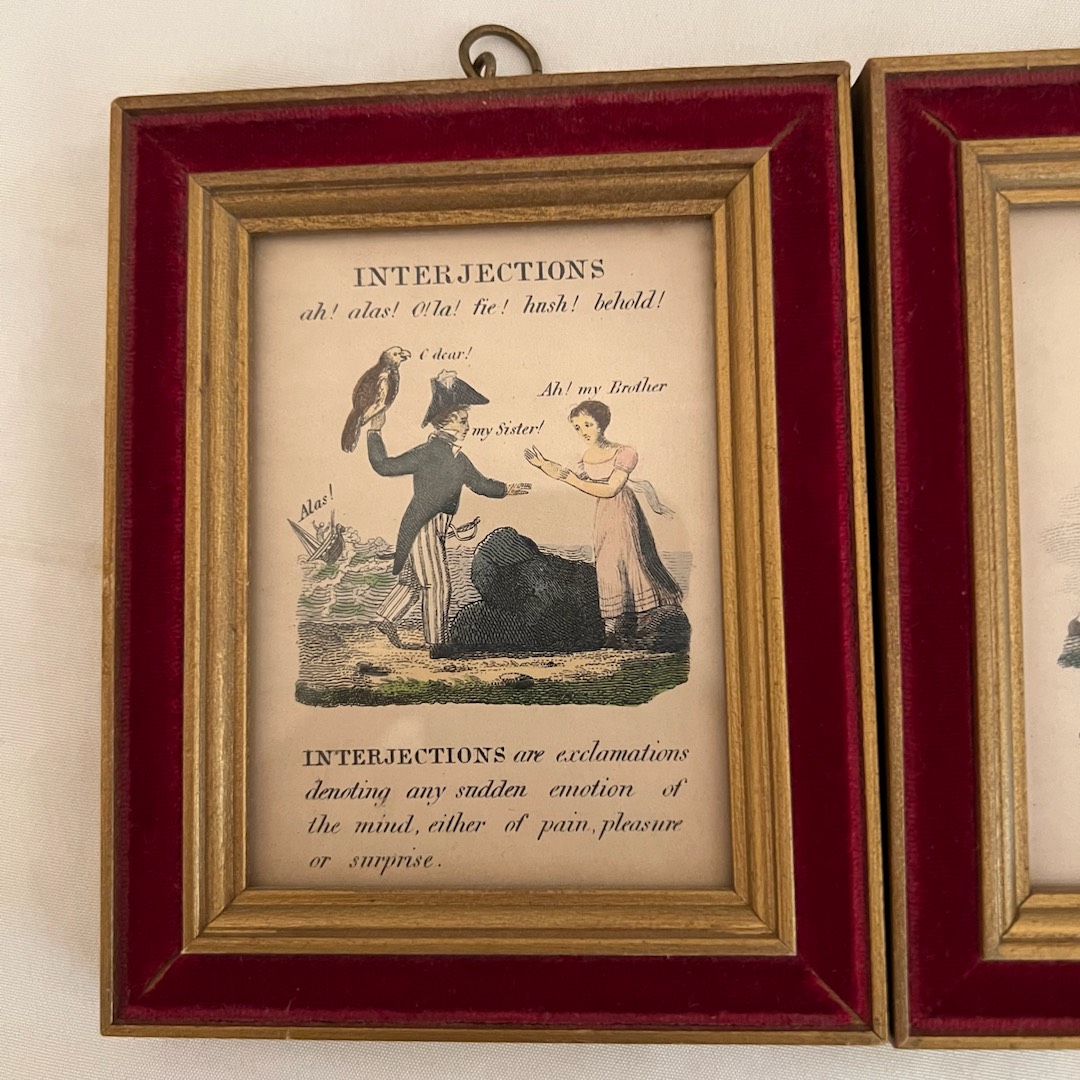 INTERJECTIONS
ah! alas! O!la! fie! hush! behold!
O dear!
Ah! my Brother
my Sister!
Alas!
INTERJECTIONS are exclamations
denoting any sudden emotion of
the mind, either of pain, pleasure
or surprise.